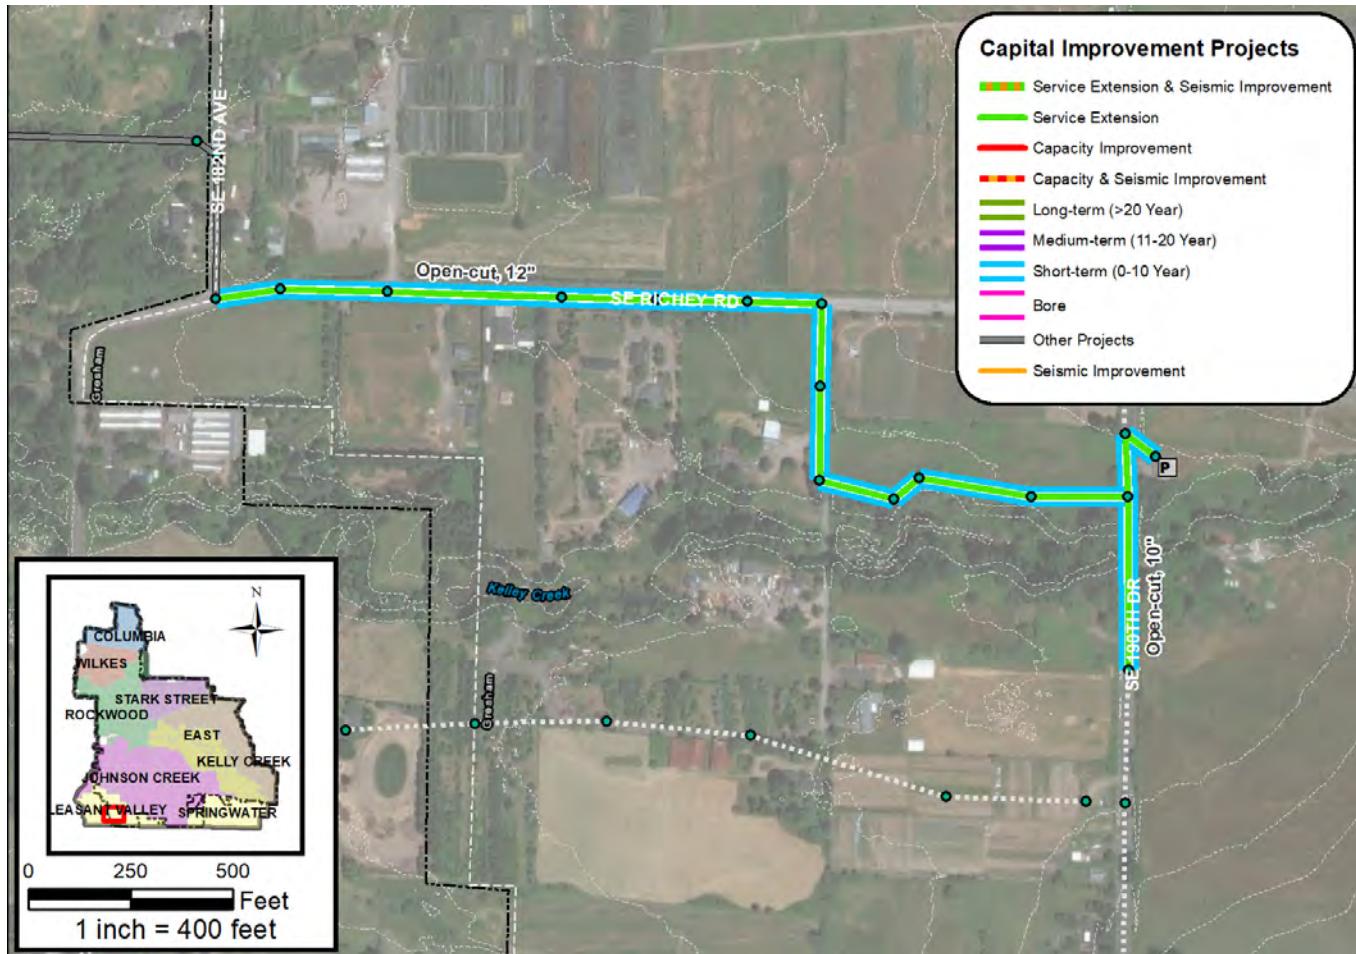 Capital Improvement Projects
Service Extension & Seismic Improvement
Service Extension
Capacity Improvement
Capacity & Seismic Improvement
Long-term (>20 Year)
Medium-term (11-20 Year)
Short-term (0-10 Year)
Bore
Other Projects
Seismic Improvement
SE 182ND AVE
Open-cut, 12"
SE RICHEY RD
Gresham
P
Open-cut, 10"
SE 190TH DR
Kelley Creek
Gresham
N
COLUMBIA
WILKES
STARK STREET
ROCKWOOD
EAST
KELLY CREEK
JOHNSON CREEK
LEASANT VALLEY
SPRINGWATER
0 250 500
Feet
1 inch = 400 feet